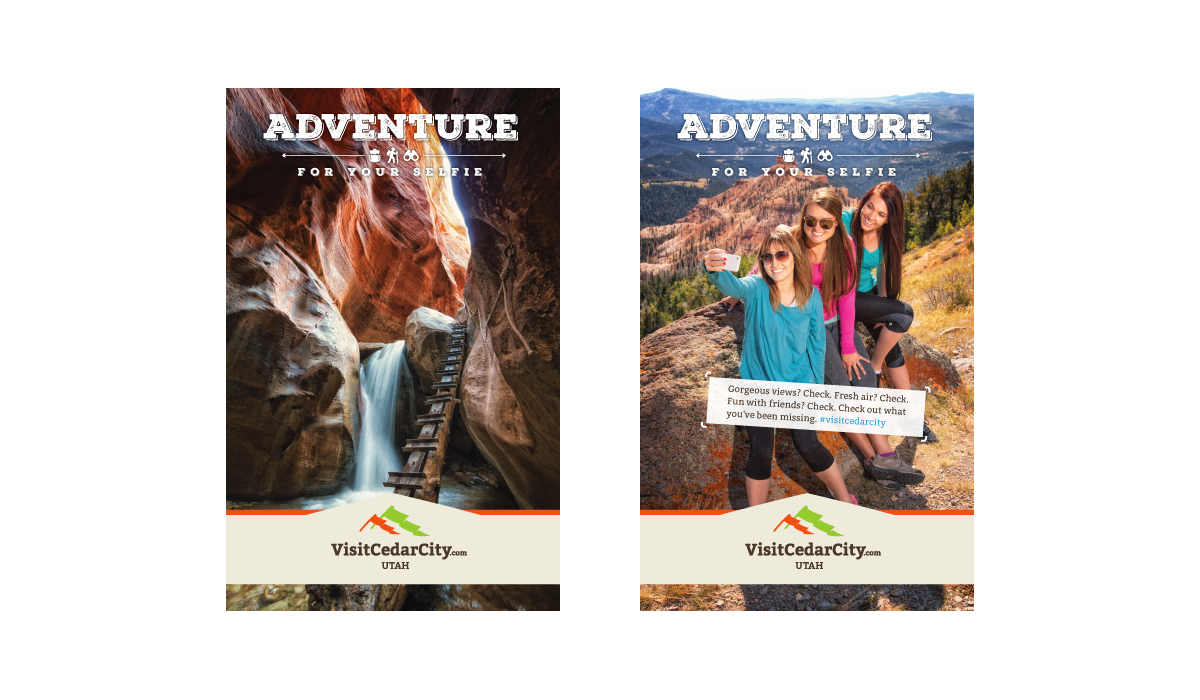 ADVENTURE
FOR YOUR SELFIE
VisitCedarCity.com
UTAH
ADVENTURE
FOR YOUR SELFIE
Gorgeous views? Check. Fresh air? Check.
Fun with friends? Check. Check out what
you've been missing. #visitcedarcity
VisitCedarCity.com
UTAH